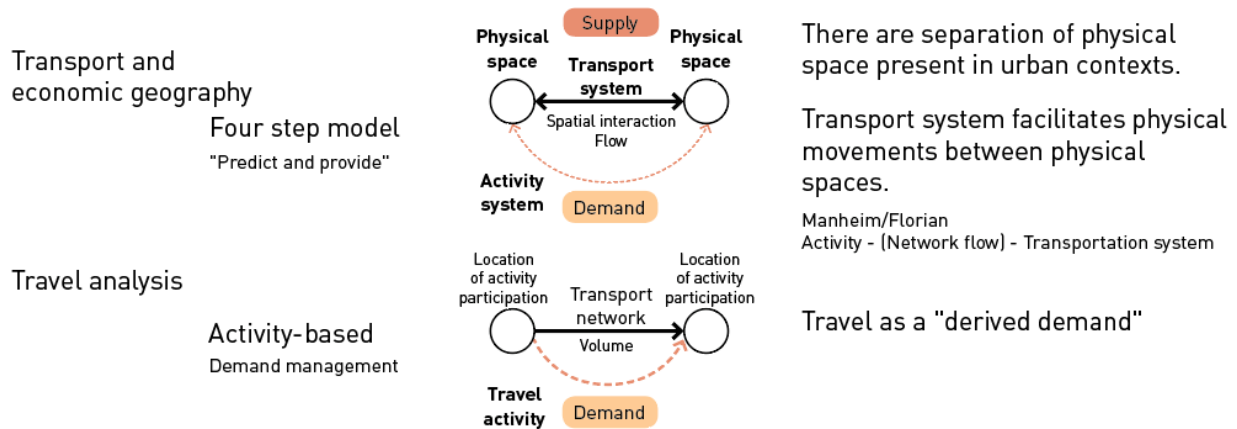 Transport and
economic geography
Four step model
"Predict and provide"
Supply
Physical
space
Physical
space
Transport
system
Spatial interaction
Flow
Activity
system
Demand
There are separation of physical
space present in urban contexts.
Transport system facilitates physical
movements between physical
spaces.
Manheim/Florian
Activity - (Network flow) - Transportation system
Travel analysis
Activity-based
Demand management
Location
of activity
participation
Location
of activity
participation
Transport
network
Volume
Travel
activity
Demand
Travel as a "derived demand"